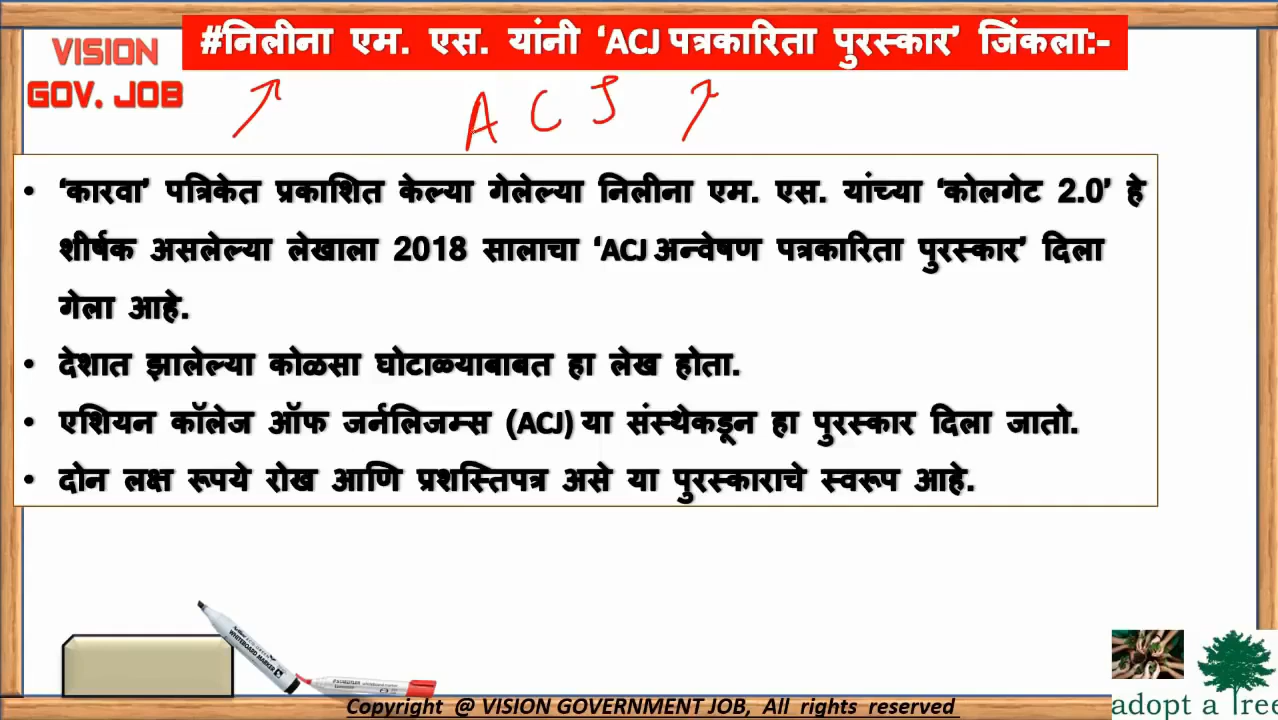 #निलीना एम. एस. यांनी ‘ACJ पत्रकारिता पुरस्कार’ जिंकला:-
VISION
GOV. JOB
A C J
• ‘कारवा’ पत्रिकेत प्रकाशित केल्या गेलेल्या निलीना एम. एस. यांच्या ‘कोलगेट 2.0’ हे
शीर्षक असलेल्या लेखाला 2018 सालाचा ‘ACJ अन्वेषण पत्रकारिता पुरस्कार’ दिला
गेला आहे.
• देशात झालेल्या कोळसा घोटाळ्याबाबत हा लेख होता.
• एशियन कॉलेज ऑफ जर्नलिजम्स (ACJ) या संस्थेकडून हा पुरस्कार दिला जातो.
• दोन लक्ष रूपये रोख आणि प्रशस्तिपत्र असे या पुरस्काराचे स्वरूप आहे.
WHITEBOARD MARKER
Copyright @ VISION GOVERNMENT JOB, All rights reserved
adopt a Tree